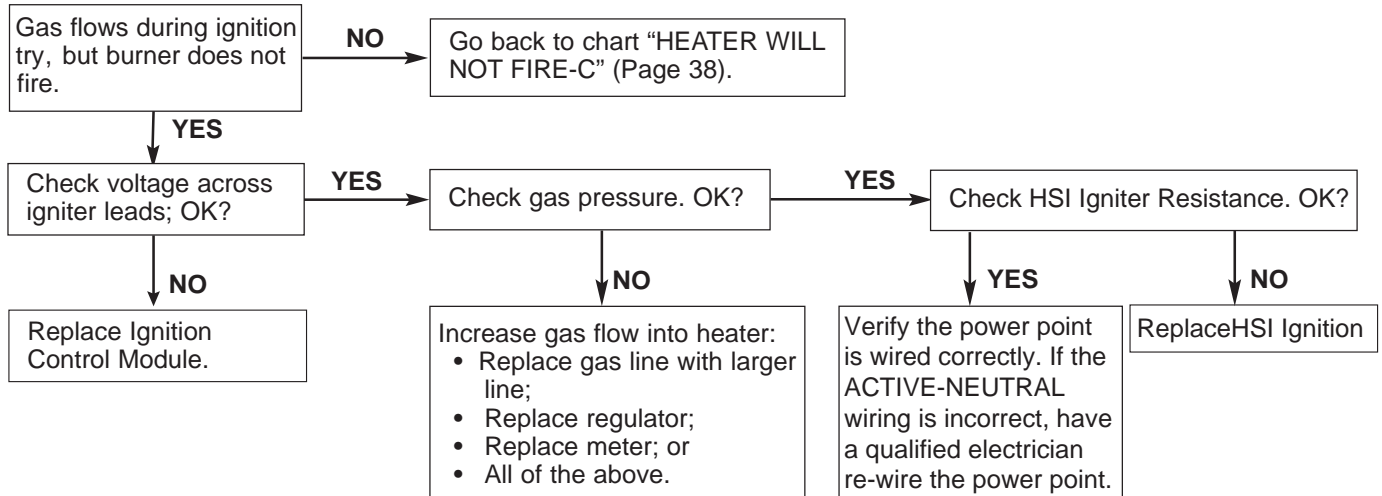 Gas flows during ignition
try, but burner does not
fire.
NO
Go back to chart “HEATER WILL
NOT FIRE-C” (Page 38).
YES
Check voltage across
igniter leads; OK?
YES
Check gas pressure. OK?
YES
Check HSI Igniter Resistance. OK?
NO
Replace Ignition
Control Module.
NO
Increase gas flow into heater:
• Replace gas line with larger
line;
• Replace regulator;
• Replace meter; or
• All of the above.
YES
Verify the power point
is wired correctly. If the
ACTIVE-NEUTRAL
wiring is incorrect, have
a qualified electrician
re-wire the power point.
NO
ReplaceHSI Ignition